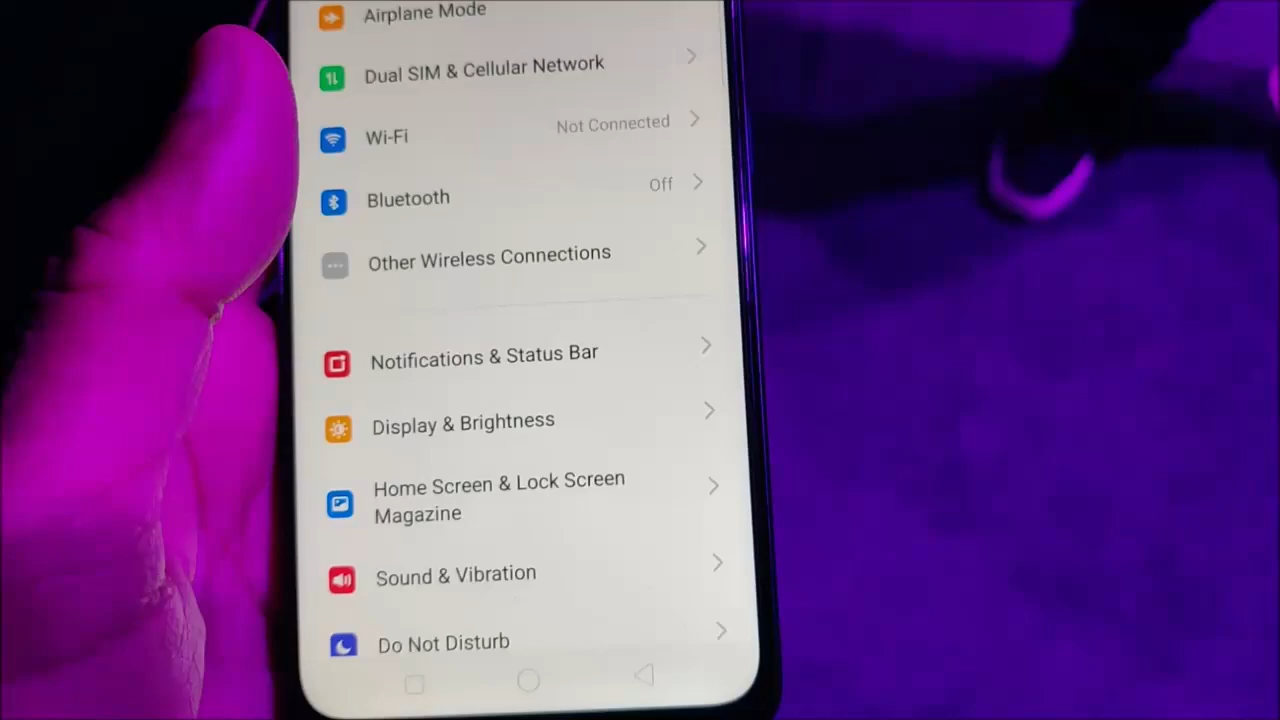 Airplane Mode
Dual SIM & Cellular Network
Wi-Fi Not Connected
Bluetooth Off
Other Wireless Connections
Notifications & Status Bar
Display & Brightness
Home Screen & Lock Screen
Magazine
Sound & Vibration
Do Not Disturb